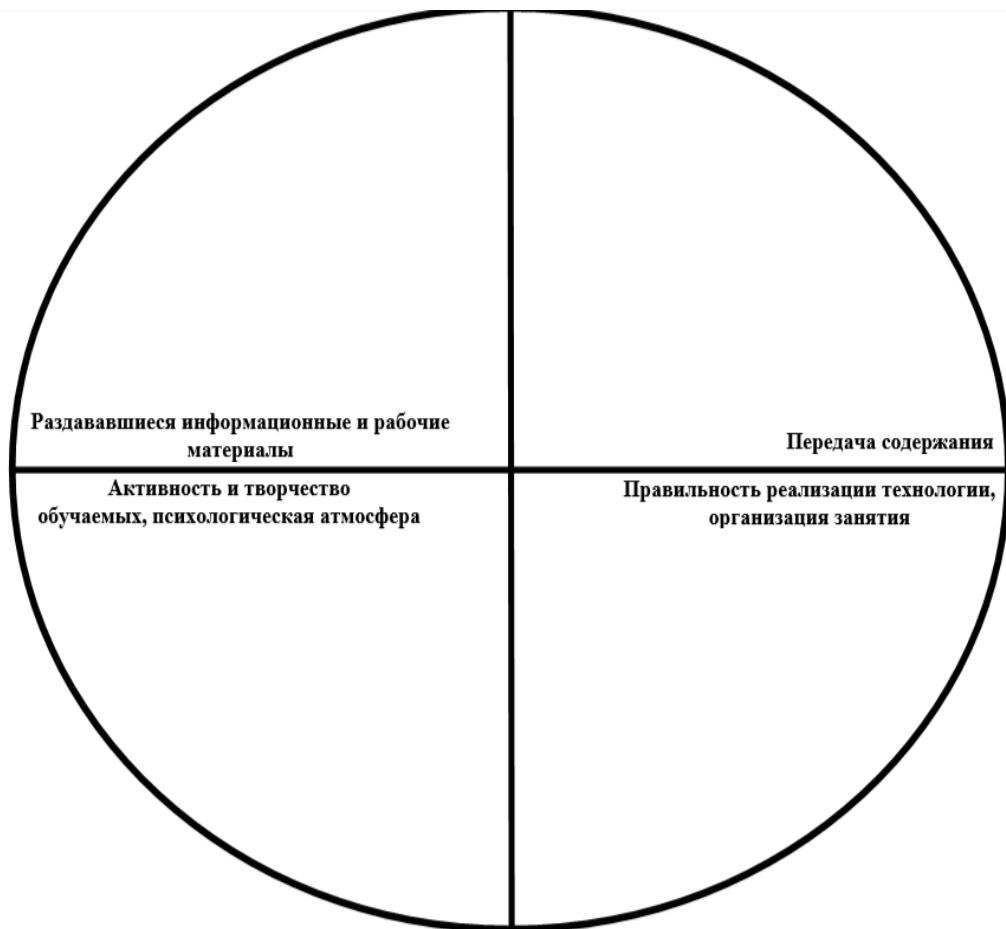 Раздававшиеся информационные и рабочие
материалы
Передача содержания
Активность и творчество
обучаемых, психологическая атмосфера
Правильность реализации технологии,
организация занятия